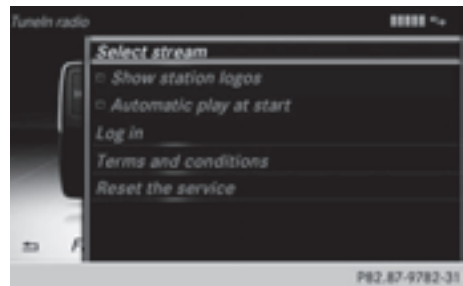 TuneIn radio
Select stream
Show station logos
Automatic play at start
Log in
Terms and conditions
Reset the service
F
P82.87-9782-31